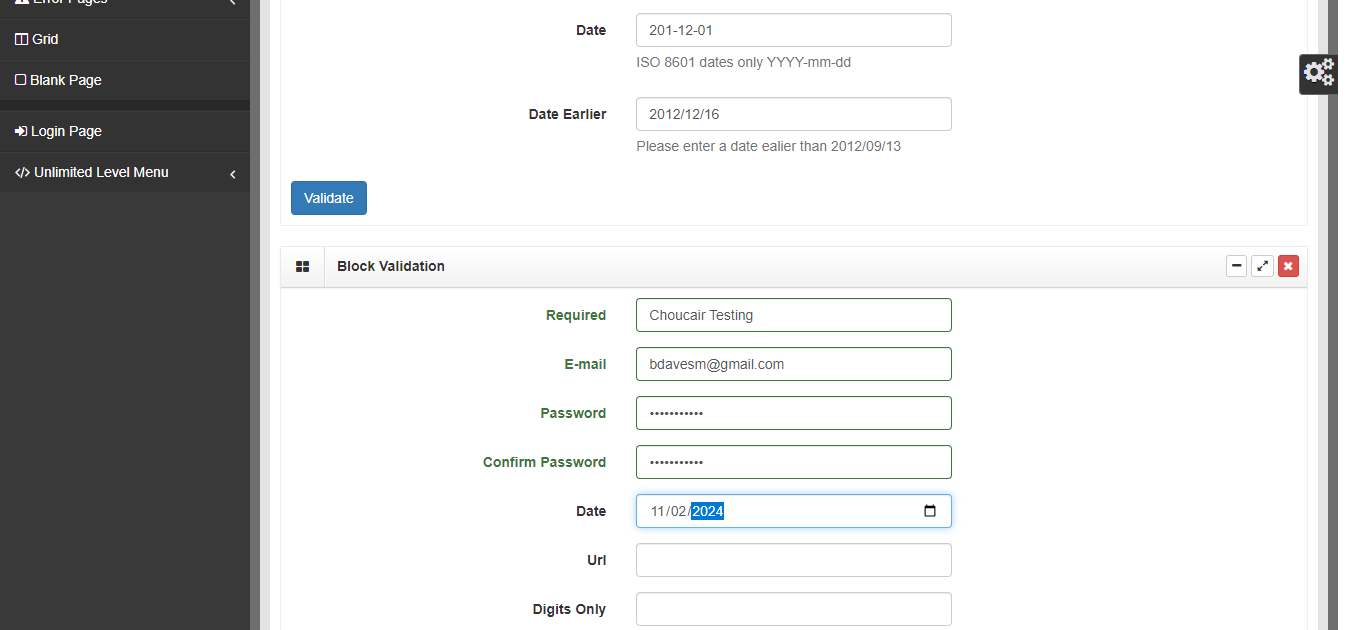 Error Pages
Grid
Blank Page
Login Page
Unlimited Level Menu
Date 201-12-01
ISO 8601 dates only YYYY-mm-dd
Date Earlier 2012/12/16
Please enter a date ealier than 2012/09/13
Validate
Block Validation
Required Choucair Testing
E-mail bdavesm@gmail.com
Password •••••••••••
Confirm Password •••••••••••
Date 11/02/2024
Url
Digits Only